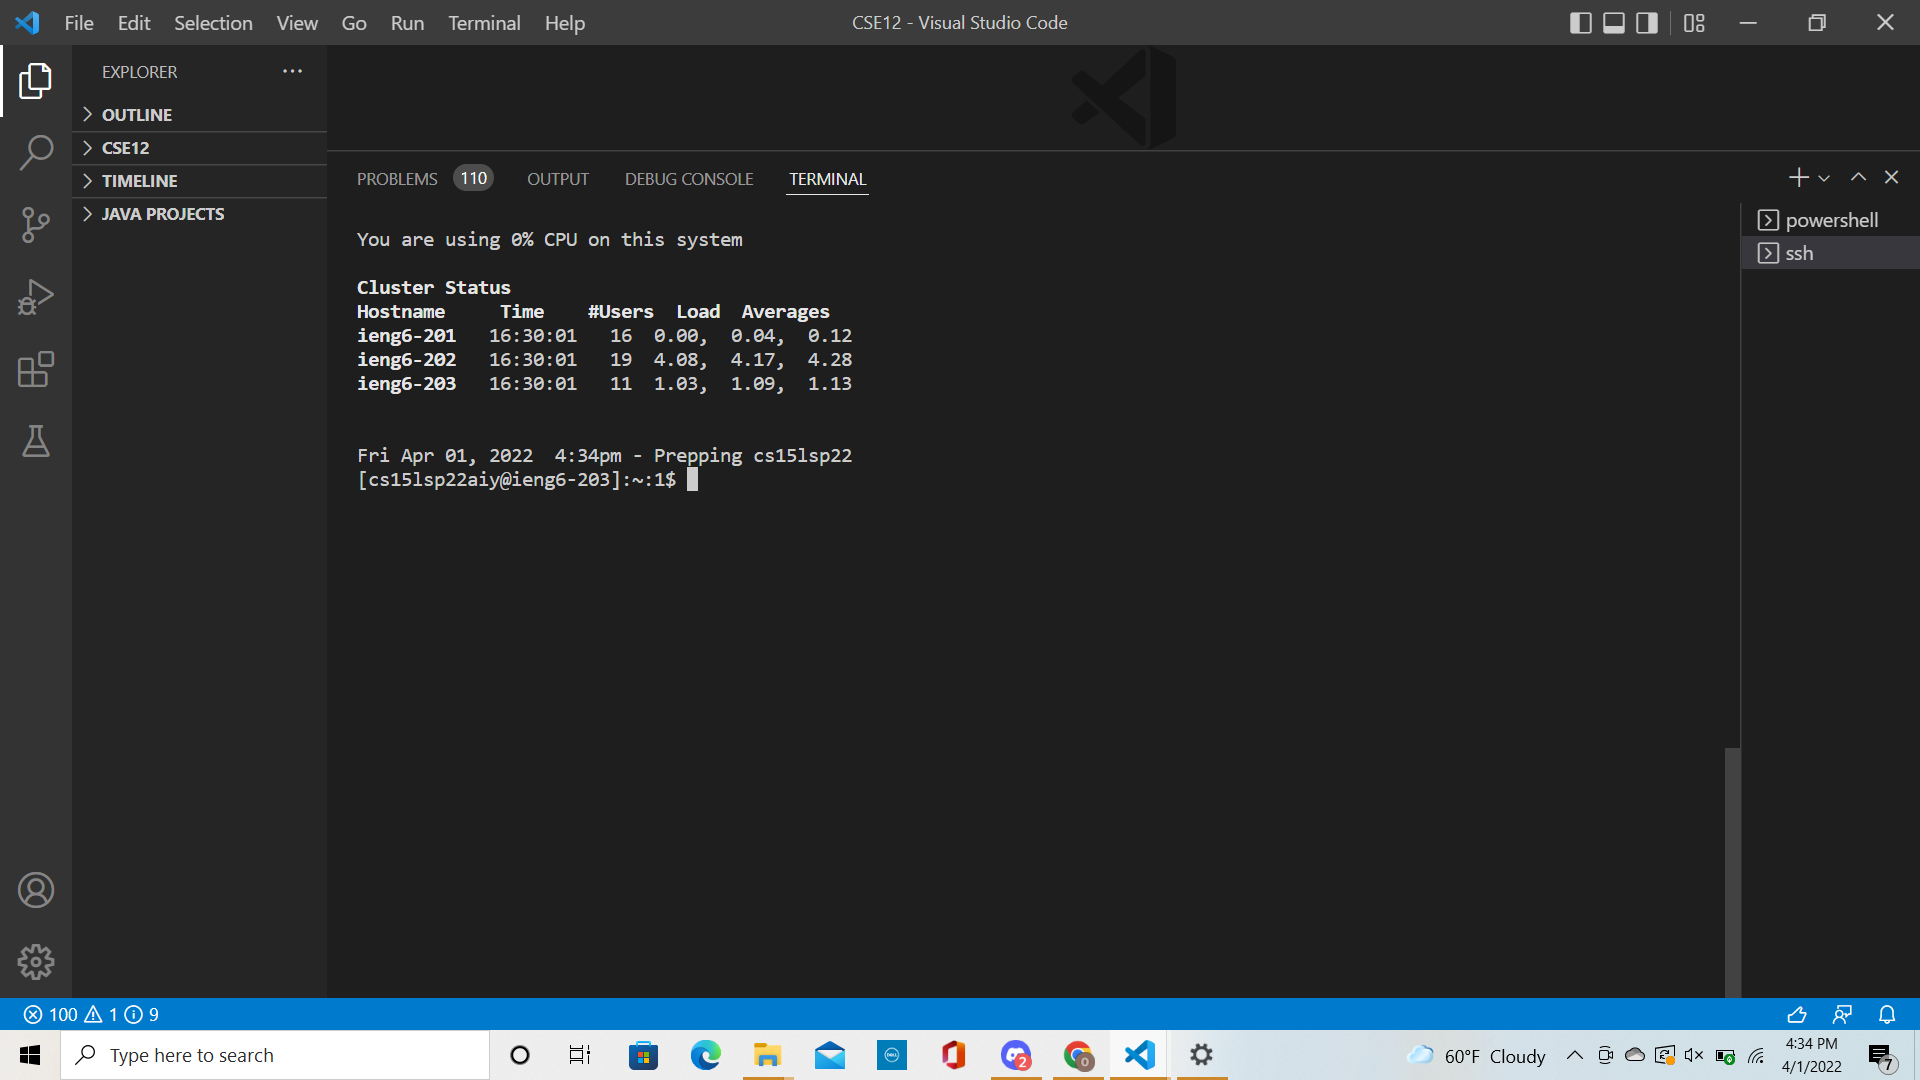 File Edit Selection View Go Run Terminal Help
CSE12 - Visual Studio Code
EXPLORER
OUTLINE
CSE12
TIMELINE
JAVA PROJECTS
PROBLEMS 110 OUTPUT DEBUG CONSOLE TERMINAL
You are using 0% CPU on this system
Cluster Status
Hostname Time #Users Load Averages
ieng6-201 16:30:01 16 0.00, 0.04, 0.12
ieng6-202 16:30:01 19 4.08, 4.17, 4.28
ieng6-203 16:30:01 11 1.03, 1.09, 1.13
Fri Apr 01, 2022 4:34pm - Prepping cs15lsp22
[cs15lsp22aiy@ieng6-203]:~:1$
powershell
ssh
100 1 9
Type here to search
DELL
2
0
60°F Cloudy
4:34 PM
4/1/2022
7